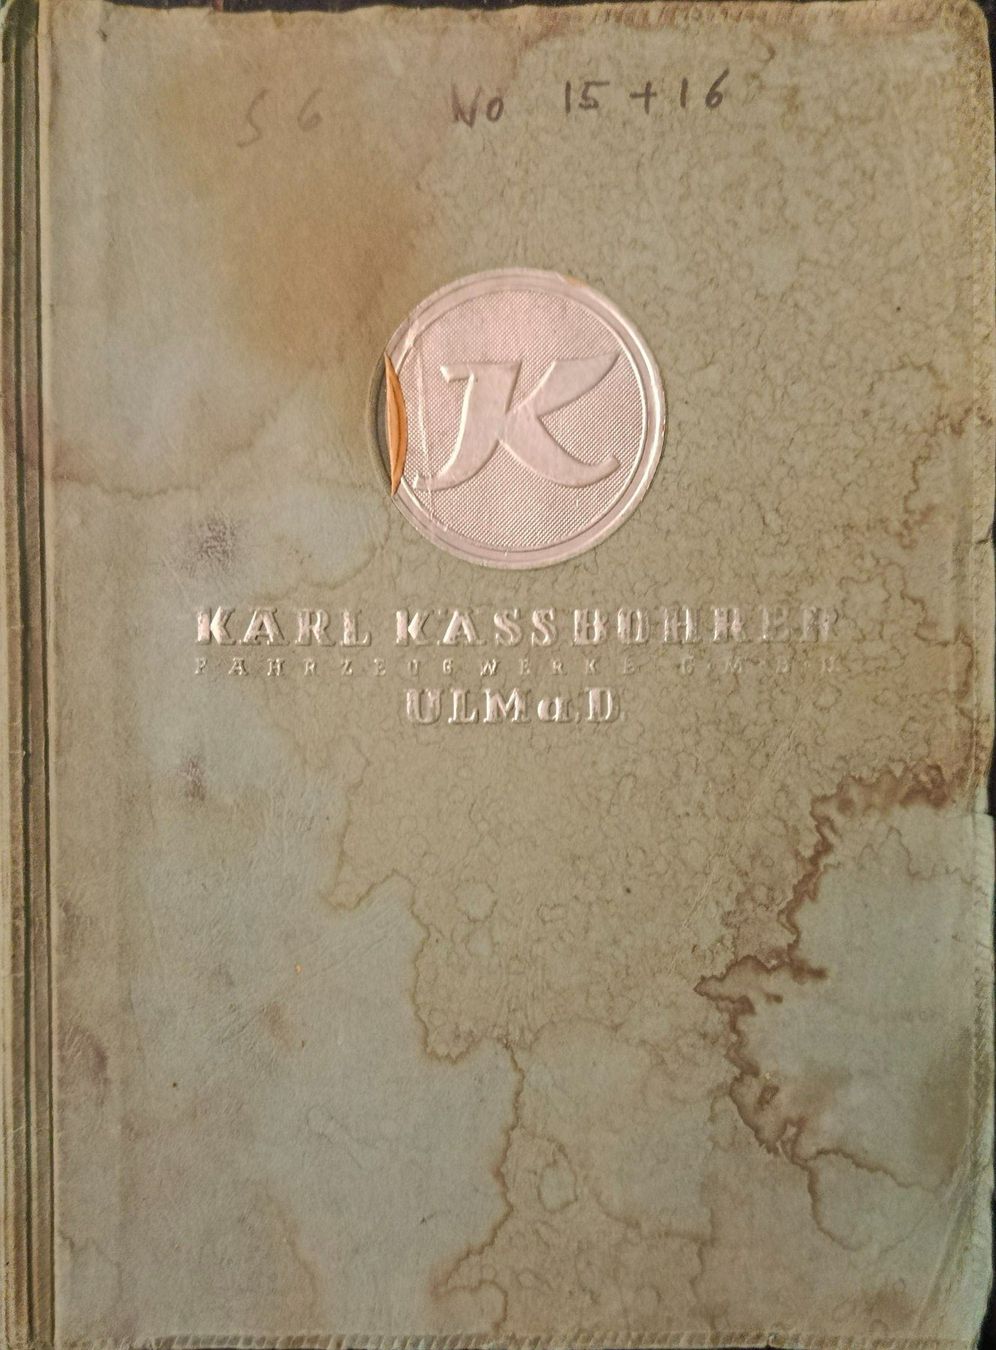 S6 No 15+16
K
KARL KÄSSBOHRER
FAHRZEUGWERKE G·M·B·H
ULM a.D.